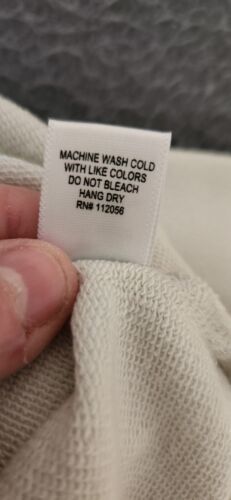 MACHINE WASH COLD
WITH LIKE COLORS
DO NOT BLEACH
HANG DRY
RN# 112056